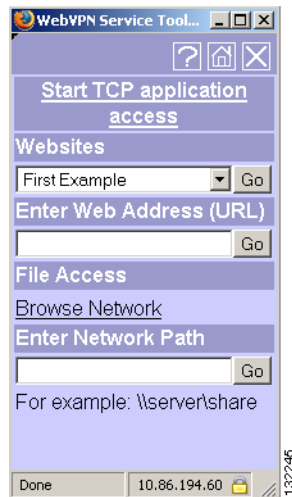 WebVPN Service Tool...
?
Start TCP application
access
Websites
First Example
Go
Enter Web Address (URL)
Go
File Access
Browse Network
Enter Network Path
Go
For example: \\server\share
Done
10.86.194.60
132245